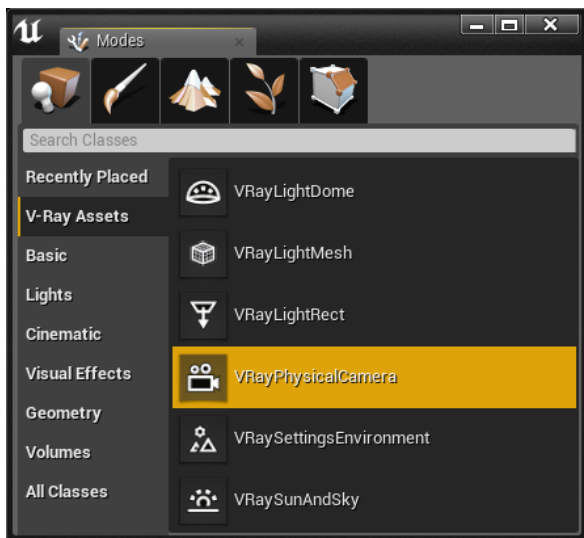 Modes
Search Classes
Recently Placed
V-Ray Assets
Basic
Lights
Cinematic
Visual Effects
Geometry
Volumes
All Classes
VRayLightDome
VRayLightMesh
VRayLightRect
VRayPhysicalCamera
VRaySettingsEnvironment
VRaySunAndSky